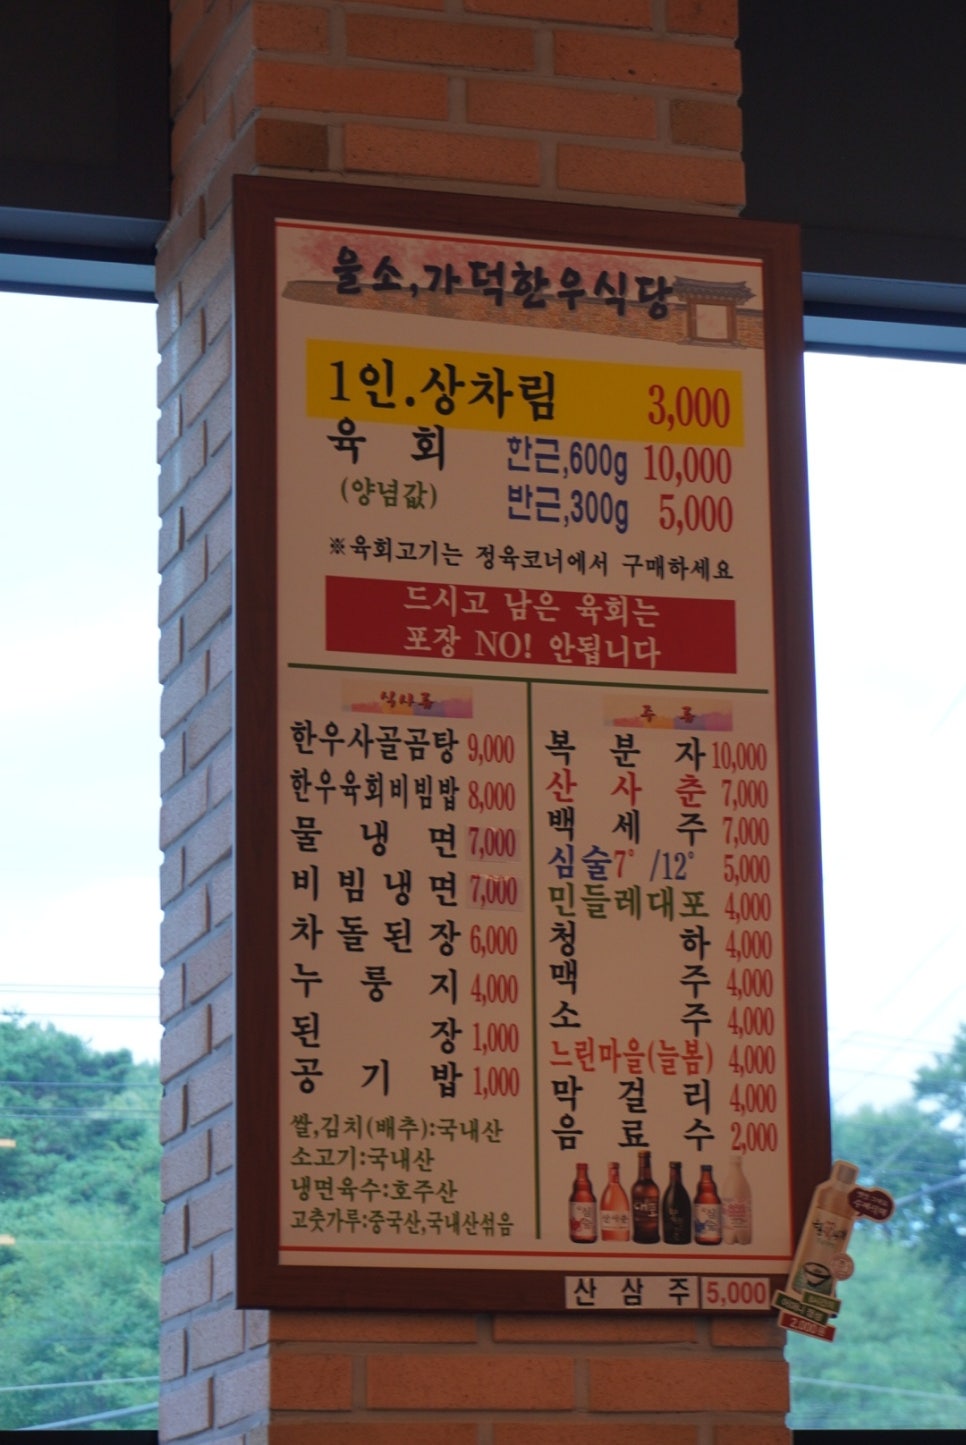 울소,가덕한우식당
1인.상차림 3,000
육회 한근,600g 10,000
(양념값) 반근,300g 5,000
※육회고기는 정육코너에서 구매하세요
드시고 남은 육회는
포장 NO! 안됩니다
식사류
한우사골곰탕 9,000
한우육회비빔밥 8,000
물냉면 7,000
비빔냉면 7,000
차돌된장 6,000
누룽지 4,000
된장 1,000
공기밥 1,000
쌀,김치(배추):국내산
소고기:국내산
냉면육수:호주산
고춧가루:중국산,국내산섞음
주류
복분자 10,000
산사춘 7,000
백세주 7,000
심술7° /12° 5,000
민들레대포 4,000
청하 4,000
맥주 4,000
소주 4,000
느린마을(늘봄) 4,000
막걸리 4,000
음료수 2,000
산삼주 5,000
2,000원